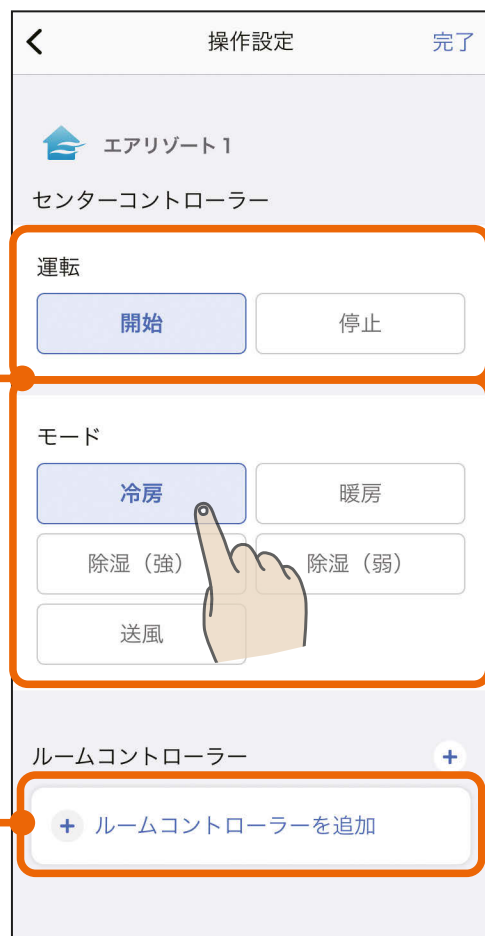 操作設定 完了
エアリゾート1
センターコントローラー
運転
開始 停止
モード
冷房 暖房
除湿（強） 除湿（弱）
送風
ルームコントローラー +
+ ルームコントローラーを追加